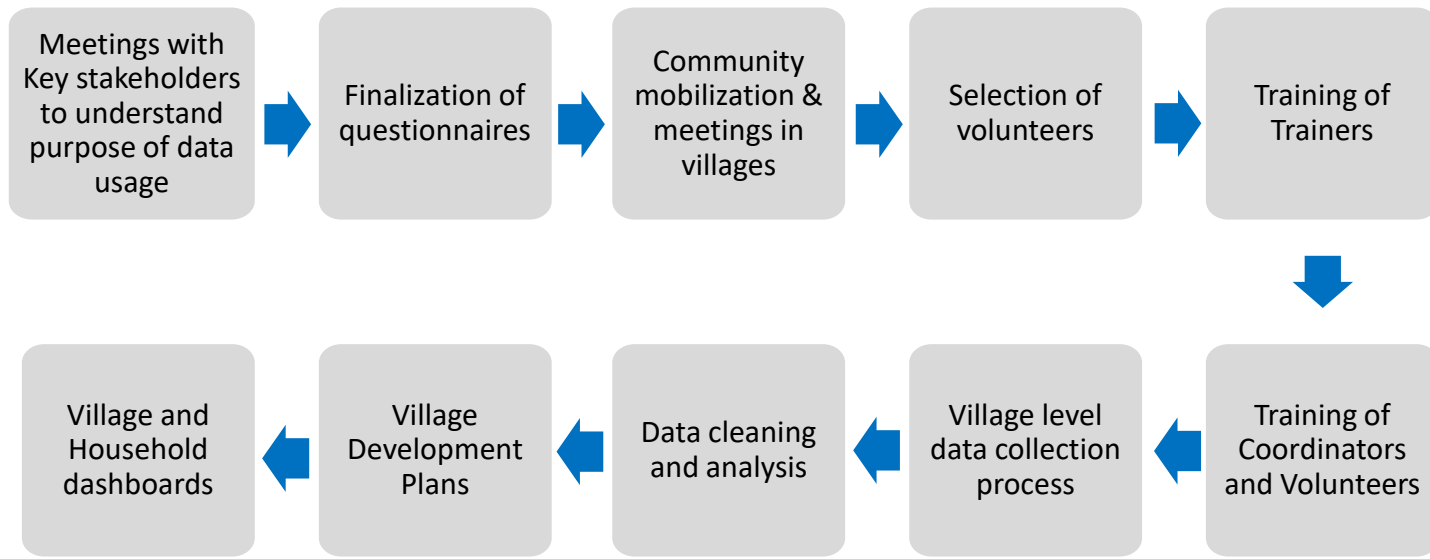 Meetings with
Key stakeholders
to understand
purpose of data
usage
Finalization of
questionnaires
Community
mobilization &
meetings in
villages
Selection of
volunteers
Training of
Trainers
Training of
Coordinators
and Volunteers
Village level
data collection
process
Data cleaning
and analysis
Village
Development
Plans
Village and
Household
dashboards